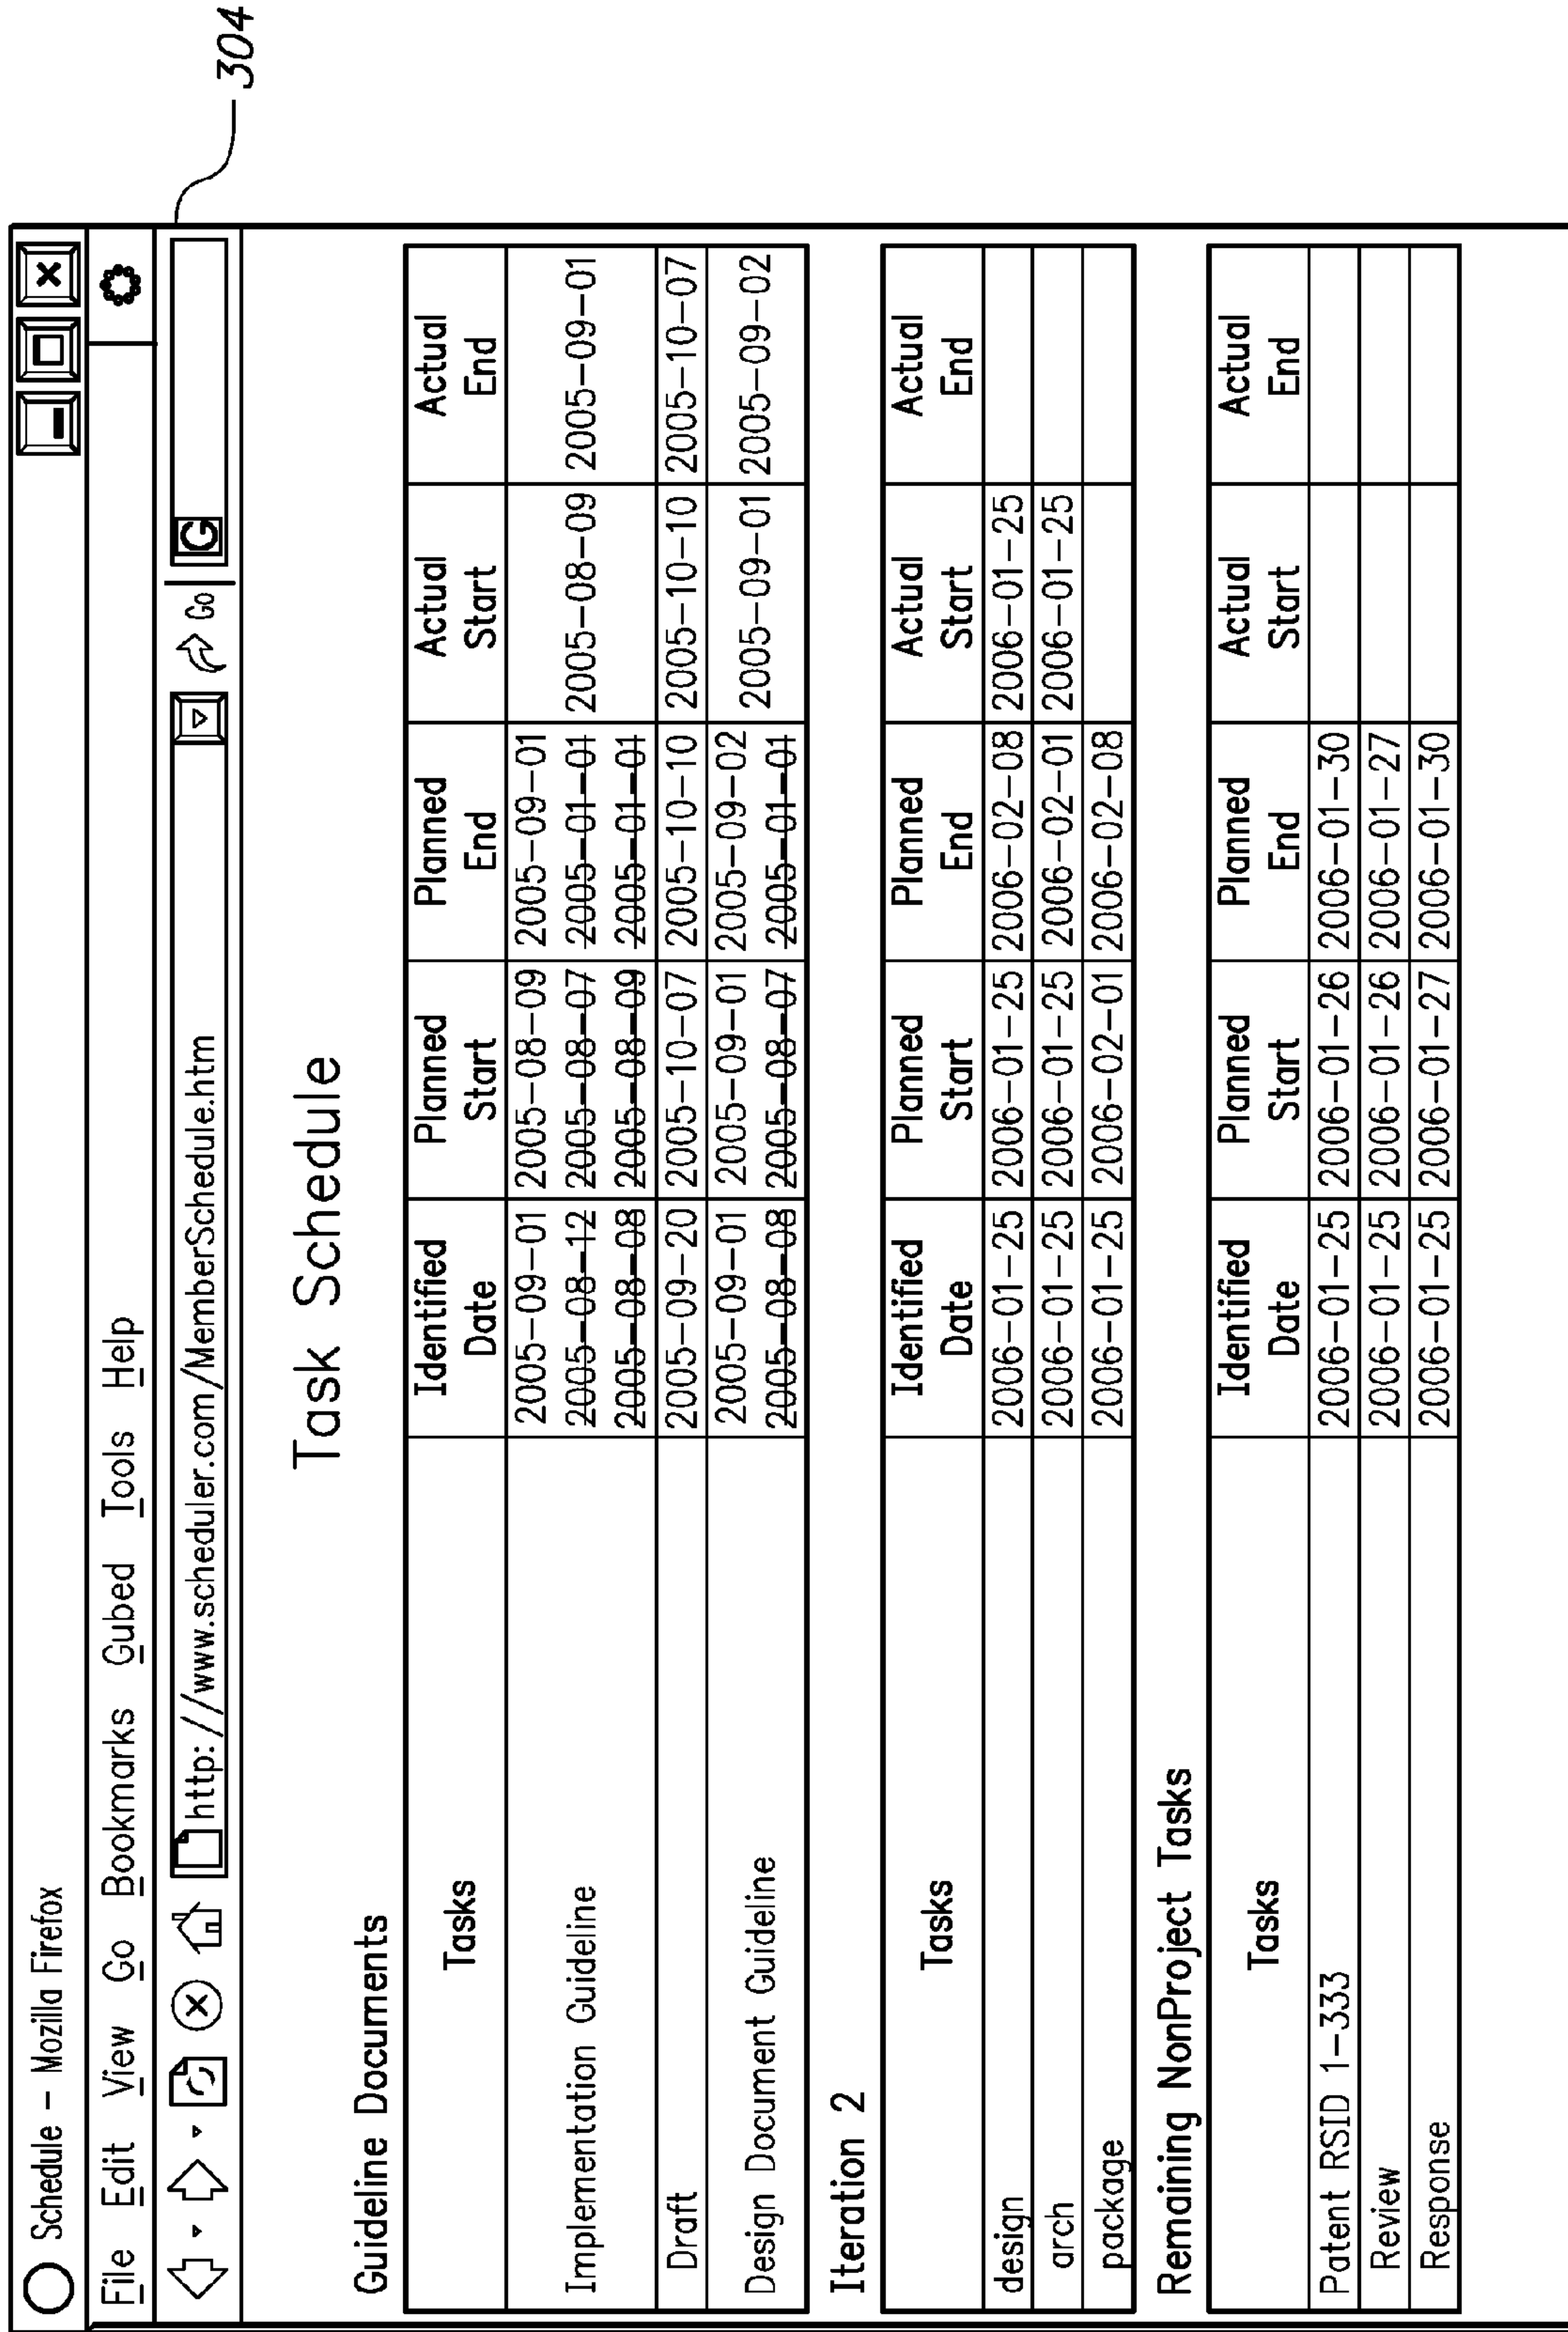 Schedule – Mozilla Firefox
File Edit View Go Bookmarks Gubed Tools Help
http://www.scheduler.com/MemberSchedule.htm Go G
304
Task Schedule
Guideline Documents
Tasks Identified Date Planned Start Planned End Actual Start Actual End
Implementation Guideline 2005-09-01 2005-08-09 2005-09-01 2005-08-09 2005-09-01
2005-08-12 2005-08-07 2005-01-01
2005-08-08 2005-08-09 2005-01-01
Draft 2005-09-20 2005-10-07 2005-10-10 2005-10-10 2005-10-07
Design Document Guideline 2005-09-01 2005-09-01 2005-09-02 2005-09-01 2005-09-02
2005-08-08 2005-08-07 2005-01-01
Iteration 2
Tasks Identified Date Planned Start Planned End Actual Start Actual End
design 2006-01-25 2006-01-25 2006-02-08 2006-01-25
arch 2006-01-25 2006-01-25 2006-02-01 2006-01-25
package 2006-01-25 2006-02-01 2006-02-08
Remaining NonProject Tasks
Tasks Identified Date Planned Start Planned End Actual Start Actual End
Patent RSID 1-333 2006-01-25 2006-01-26 2006-01-30
Review 2006-01-25 2006-01-26 2006-01-27
Response 2006-01-25 2006-01-27 2006-01-30